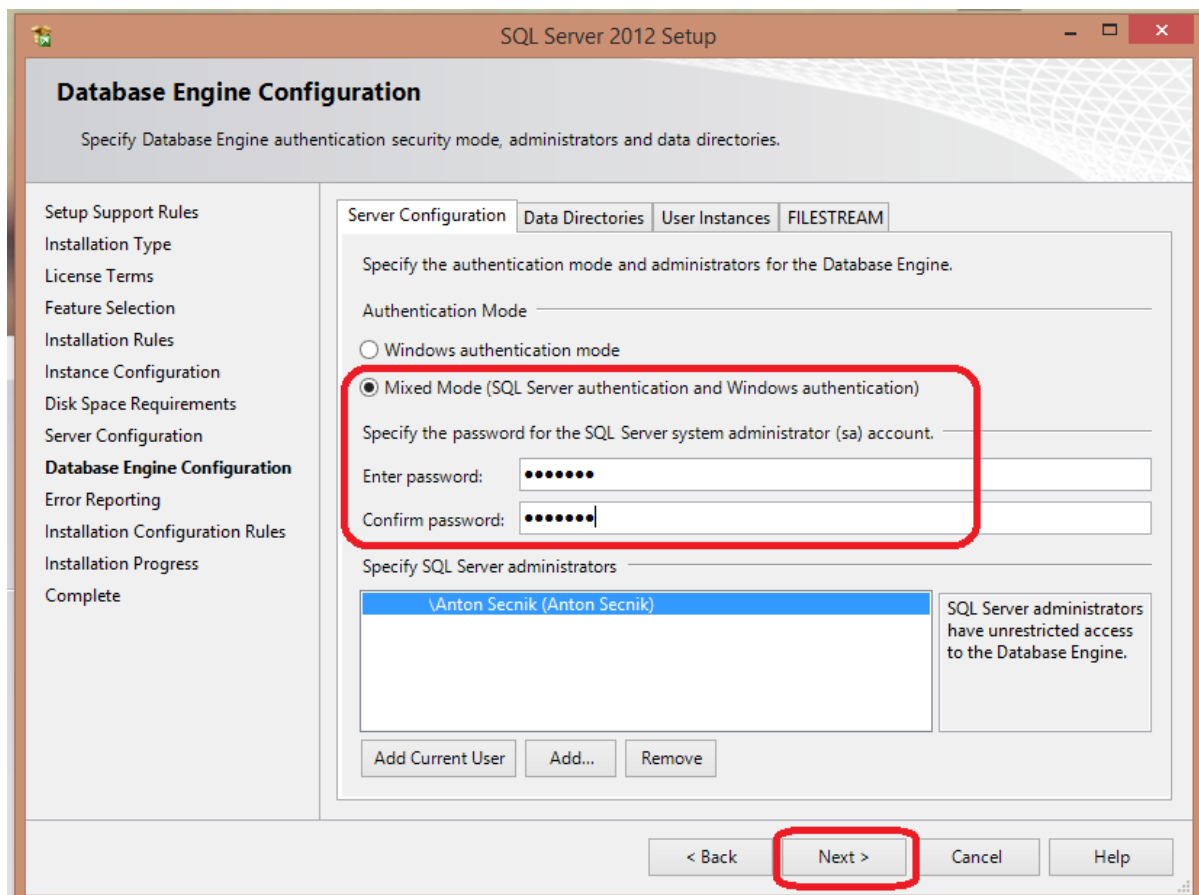 SQL Server 2012 Setup
Database Engine Configuration
Specify Database Engine authentication security mode, administrators and data directories.
Setup Support Rules
Installation Type
License Terms
Feature Selection
Installation Rules
Instance Configuration
Disk Space Requirements
Server Configuration
Database Engine Configuration
Error Reporting
Installation Configuration Rules
Installation Progress
Complete
Server Configuration
Data Directories
User Instances
FILESTREAM
Specify the authentication mode and administrators for the Database Engine.
Authentication Mode
Windows authentication mode
Mixed Mode (SQL Server authentication and Windows authentication)
Specify the password for the SQL Server system administrator (sa) account.
Enter password: •••••••
Confirm password: •••••••
Specify SQL Server administrators
\Anton Secnik (Anton Secnik)
SQL Server administrators
have unrestricted access
to the Database Engine.
Add Current User
Add...
Remove
< Back
Next >
Cancel
Help